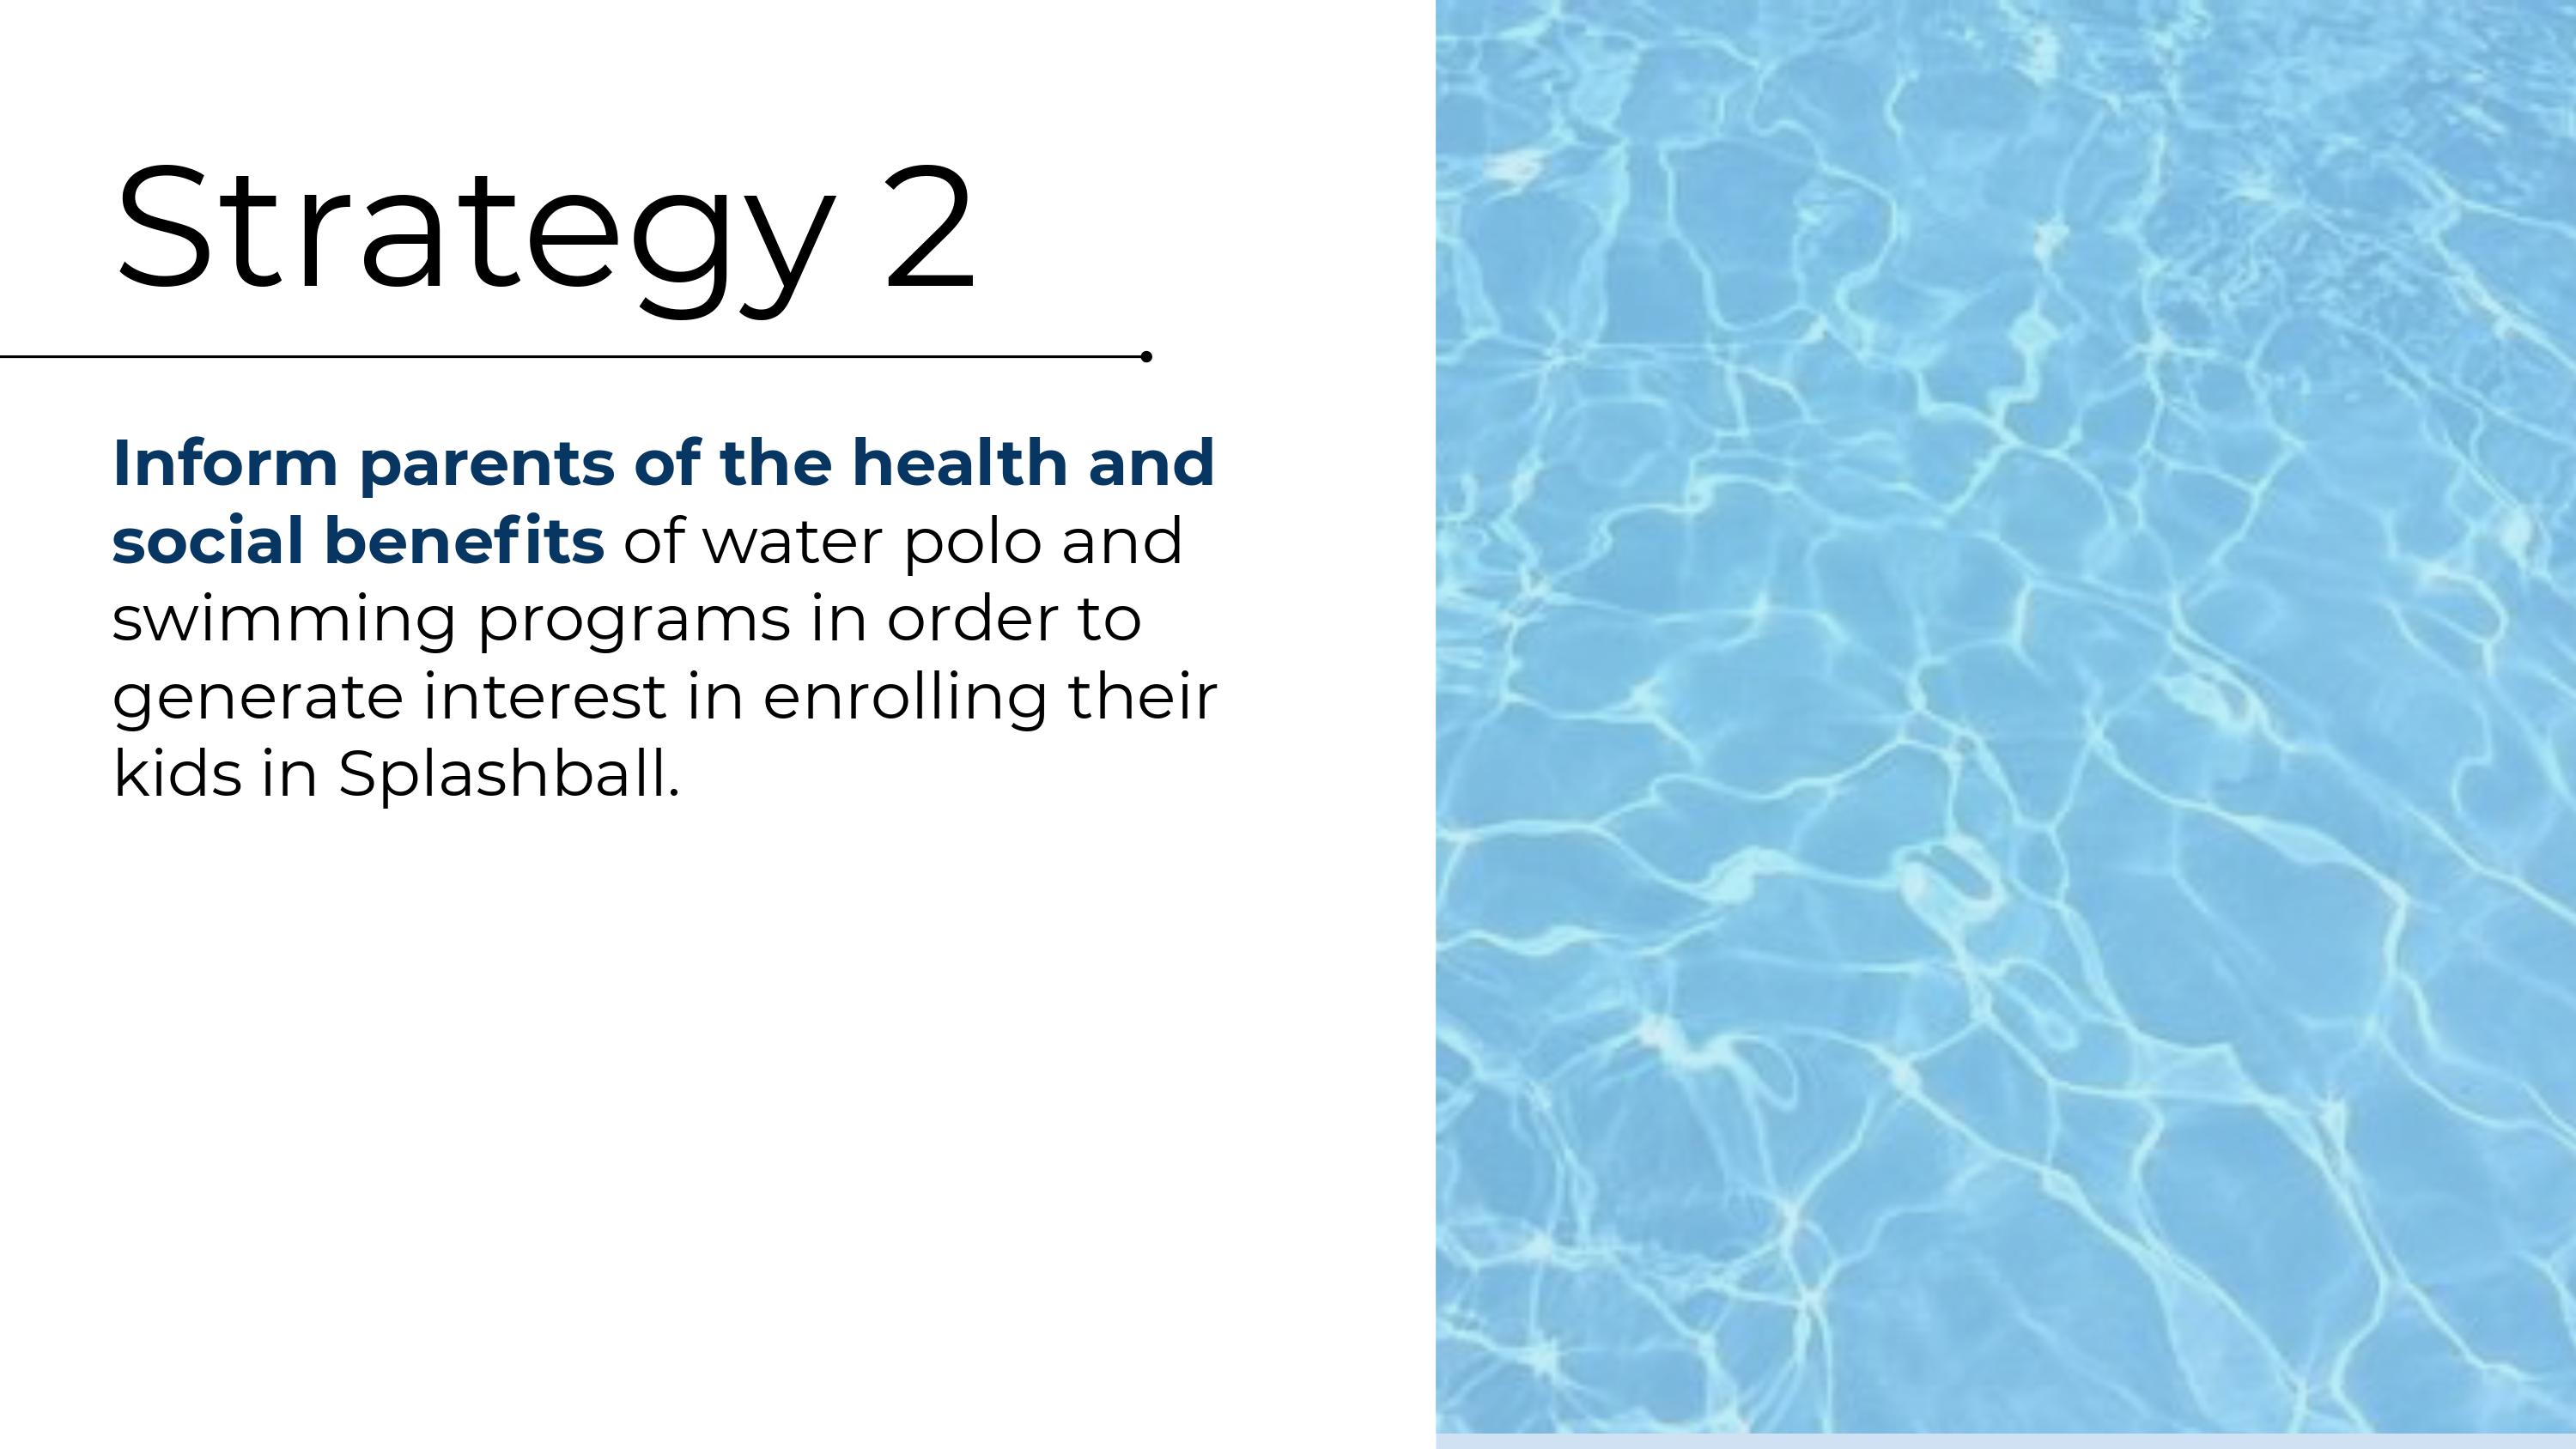 Strategy 2
Inform parents of the health and
social benefits of water polo and
swimming programs in order to
generate interest in enrolling their
kids in Splashball.